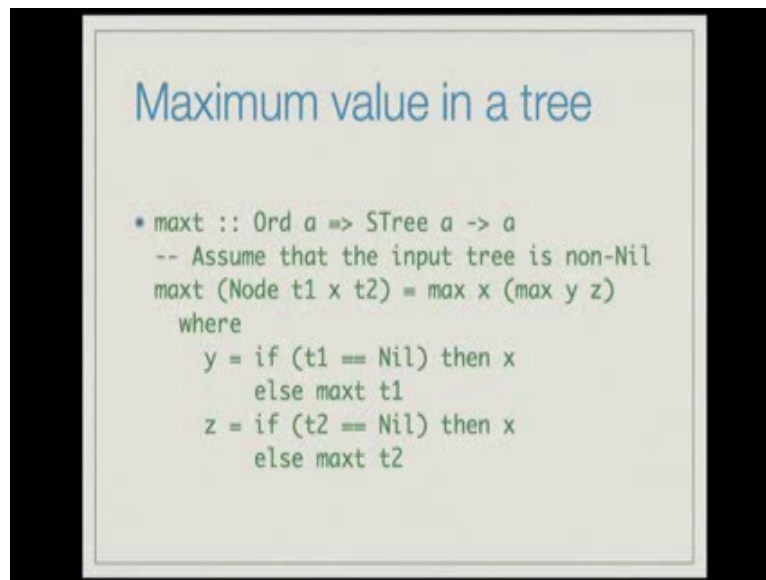 Maximum value in a tree
• maxt :: Ord a => STree a -> a
-- Assume that the input tree is non-Nil
maxt (Node t1 x t2) = max x (max y z)
where
y = if (t1 == Nil) then x
else maxt t1
z = if (t2 == Nil) then x
else maxt t2